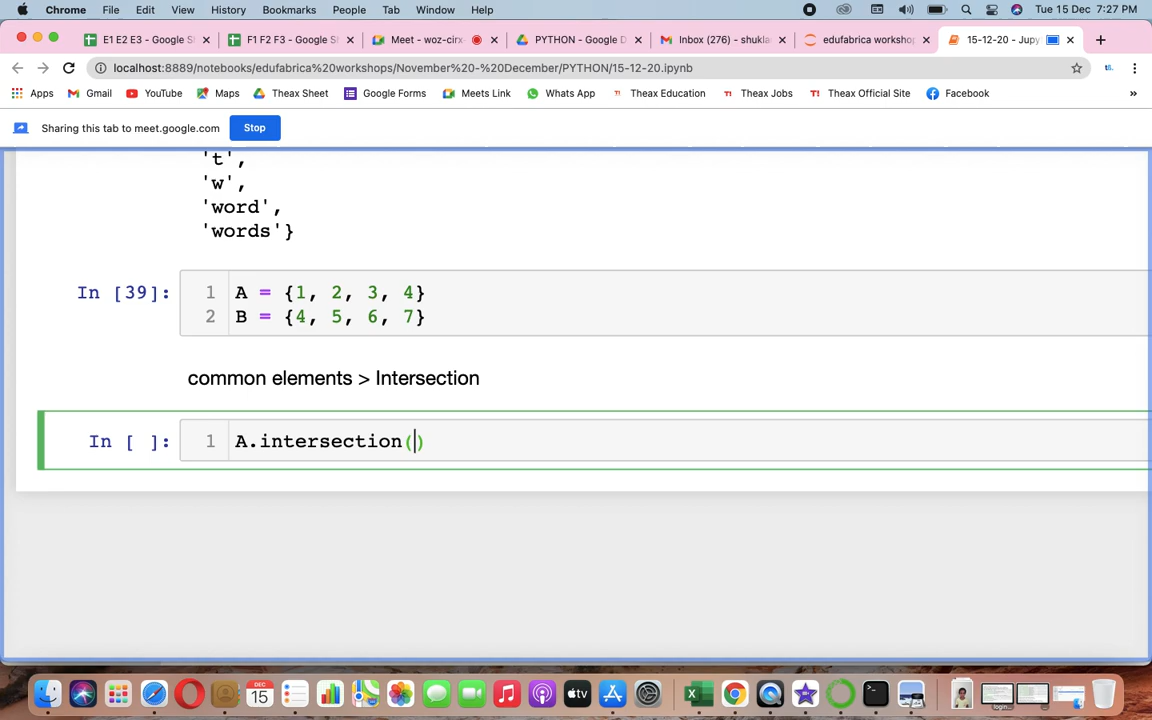 Chrome File Edit View History Bookmarks People Tab Window Help Tue 15 Dec 7:27 PM
E1 E2 E3 - Google S F1 F2 F3 - Google S Meet - woz-cirx PYTHON - Google D Inbox (276) - shukla edufabrica worksho 15-12-20 - Jupy
localhost:8889/notebooks/edufabrica%20workshops/November%20-%20December/PYTHON/15-12-20.ipynb
Apps Gmail YouTube Maps Theax Sheet Google Forms Meets Link Whats App Theax Education Theax Jobs Theax Official Site Facebook »
Sharing this tab to meet.google.com Stop
't',
'w',
'word',
'words'}
In [39]: 1 A = {1, 2, 3, 4}
2 B = {4, 5, 6, 7}
common elements > Intersection
In [ ]: 1 A.intersection()
DEC
15
tv